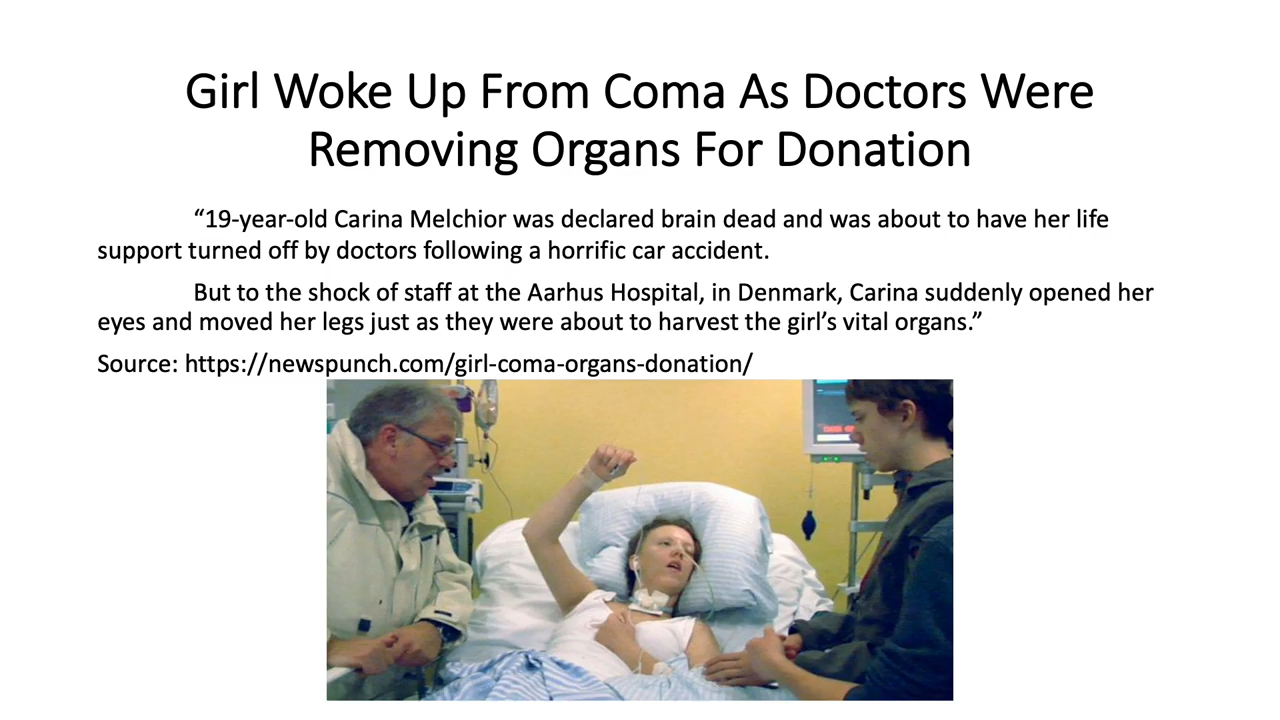 Girl Woke Up From Coma As Doctors Were
Removing Organs For Donation
“19-year-old Carina Melchior was declared brain dead and was about to have her life
support turned off by doctors following a horrific car accident.
But to the shock of staff at the Aarhus Hospital, in Denmark, Carina suddenly opened her
eyes and moved her legs just as they were about to harvest the girl’s vital organs.”
Source: https://newspunch.com/girl-coma-organs-donation/